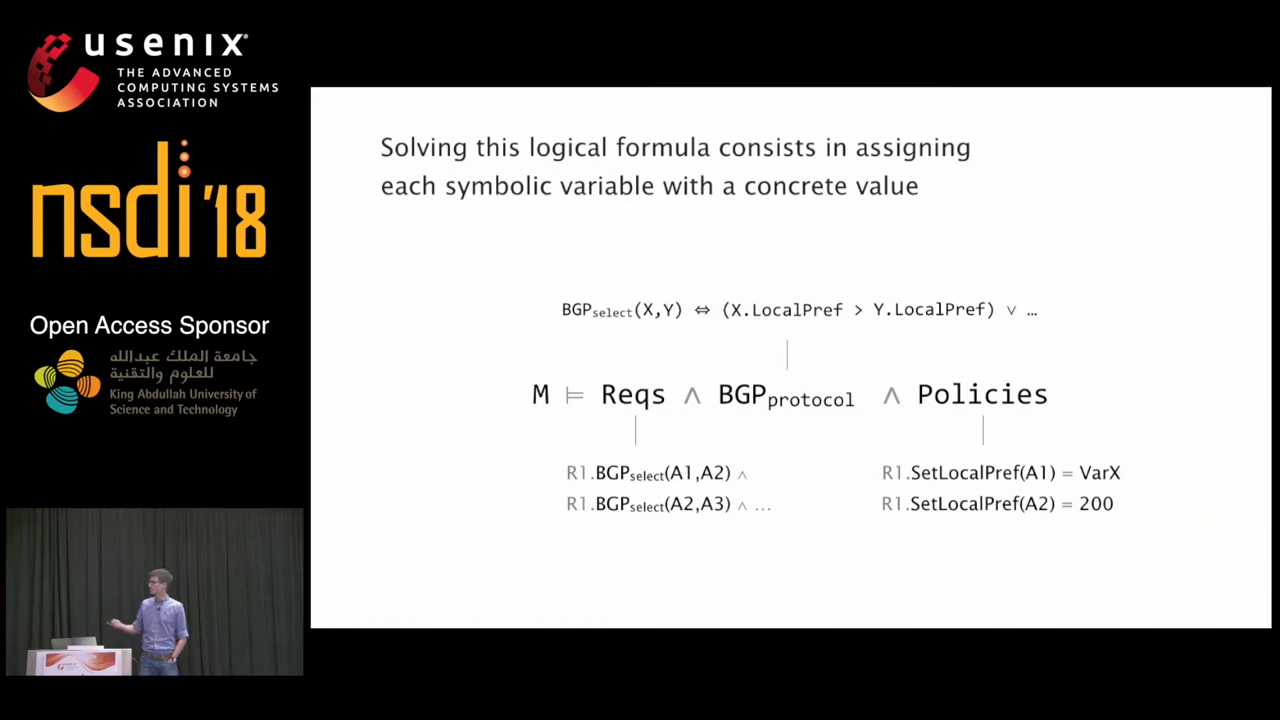 usenix®
THE ADVANCED
COMPUTING SYSTEMS
ASSOCIATION
nsdi '18
Open Access Sponsor
جامعة الملك عبدالله
للعلوم والتقنية
King Abdullah University of
Science and Technology
Solving this logical formula consists in assigning
each symbolic variable with a concrete value
BGPselect(X,Y) ⇔ (X.LocalPref > Y.LocalPref) ∨ …
M ⊨ Reqs ∧ BGPprotocol ∧ Policies
R1.BGPselect(A1,A2) ∧
R1.BGPselect(A2,A3) ∧ …
R1.SetLocalPref(A1) = VarX
R1.SetLocalPref(A2) = 200
usenix